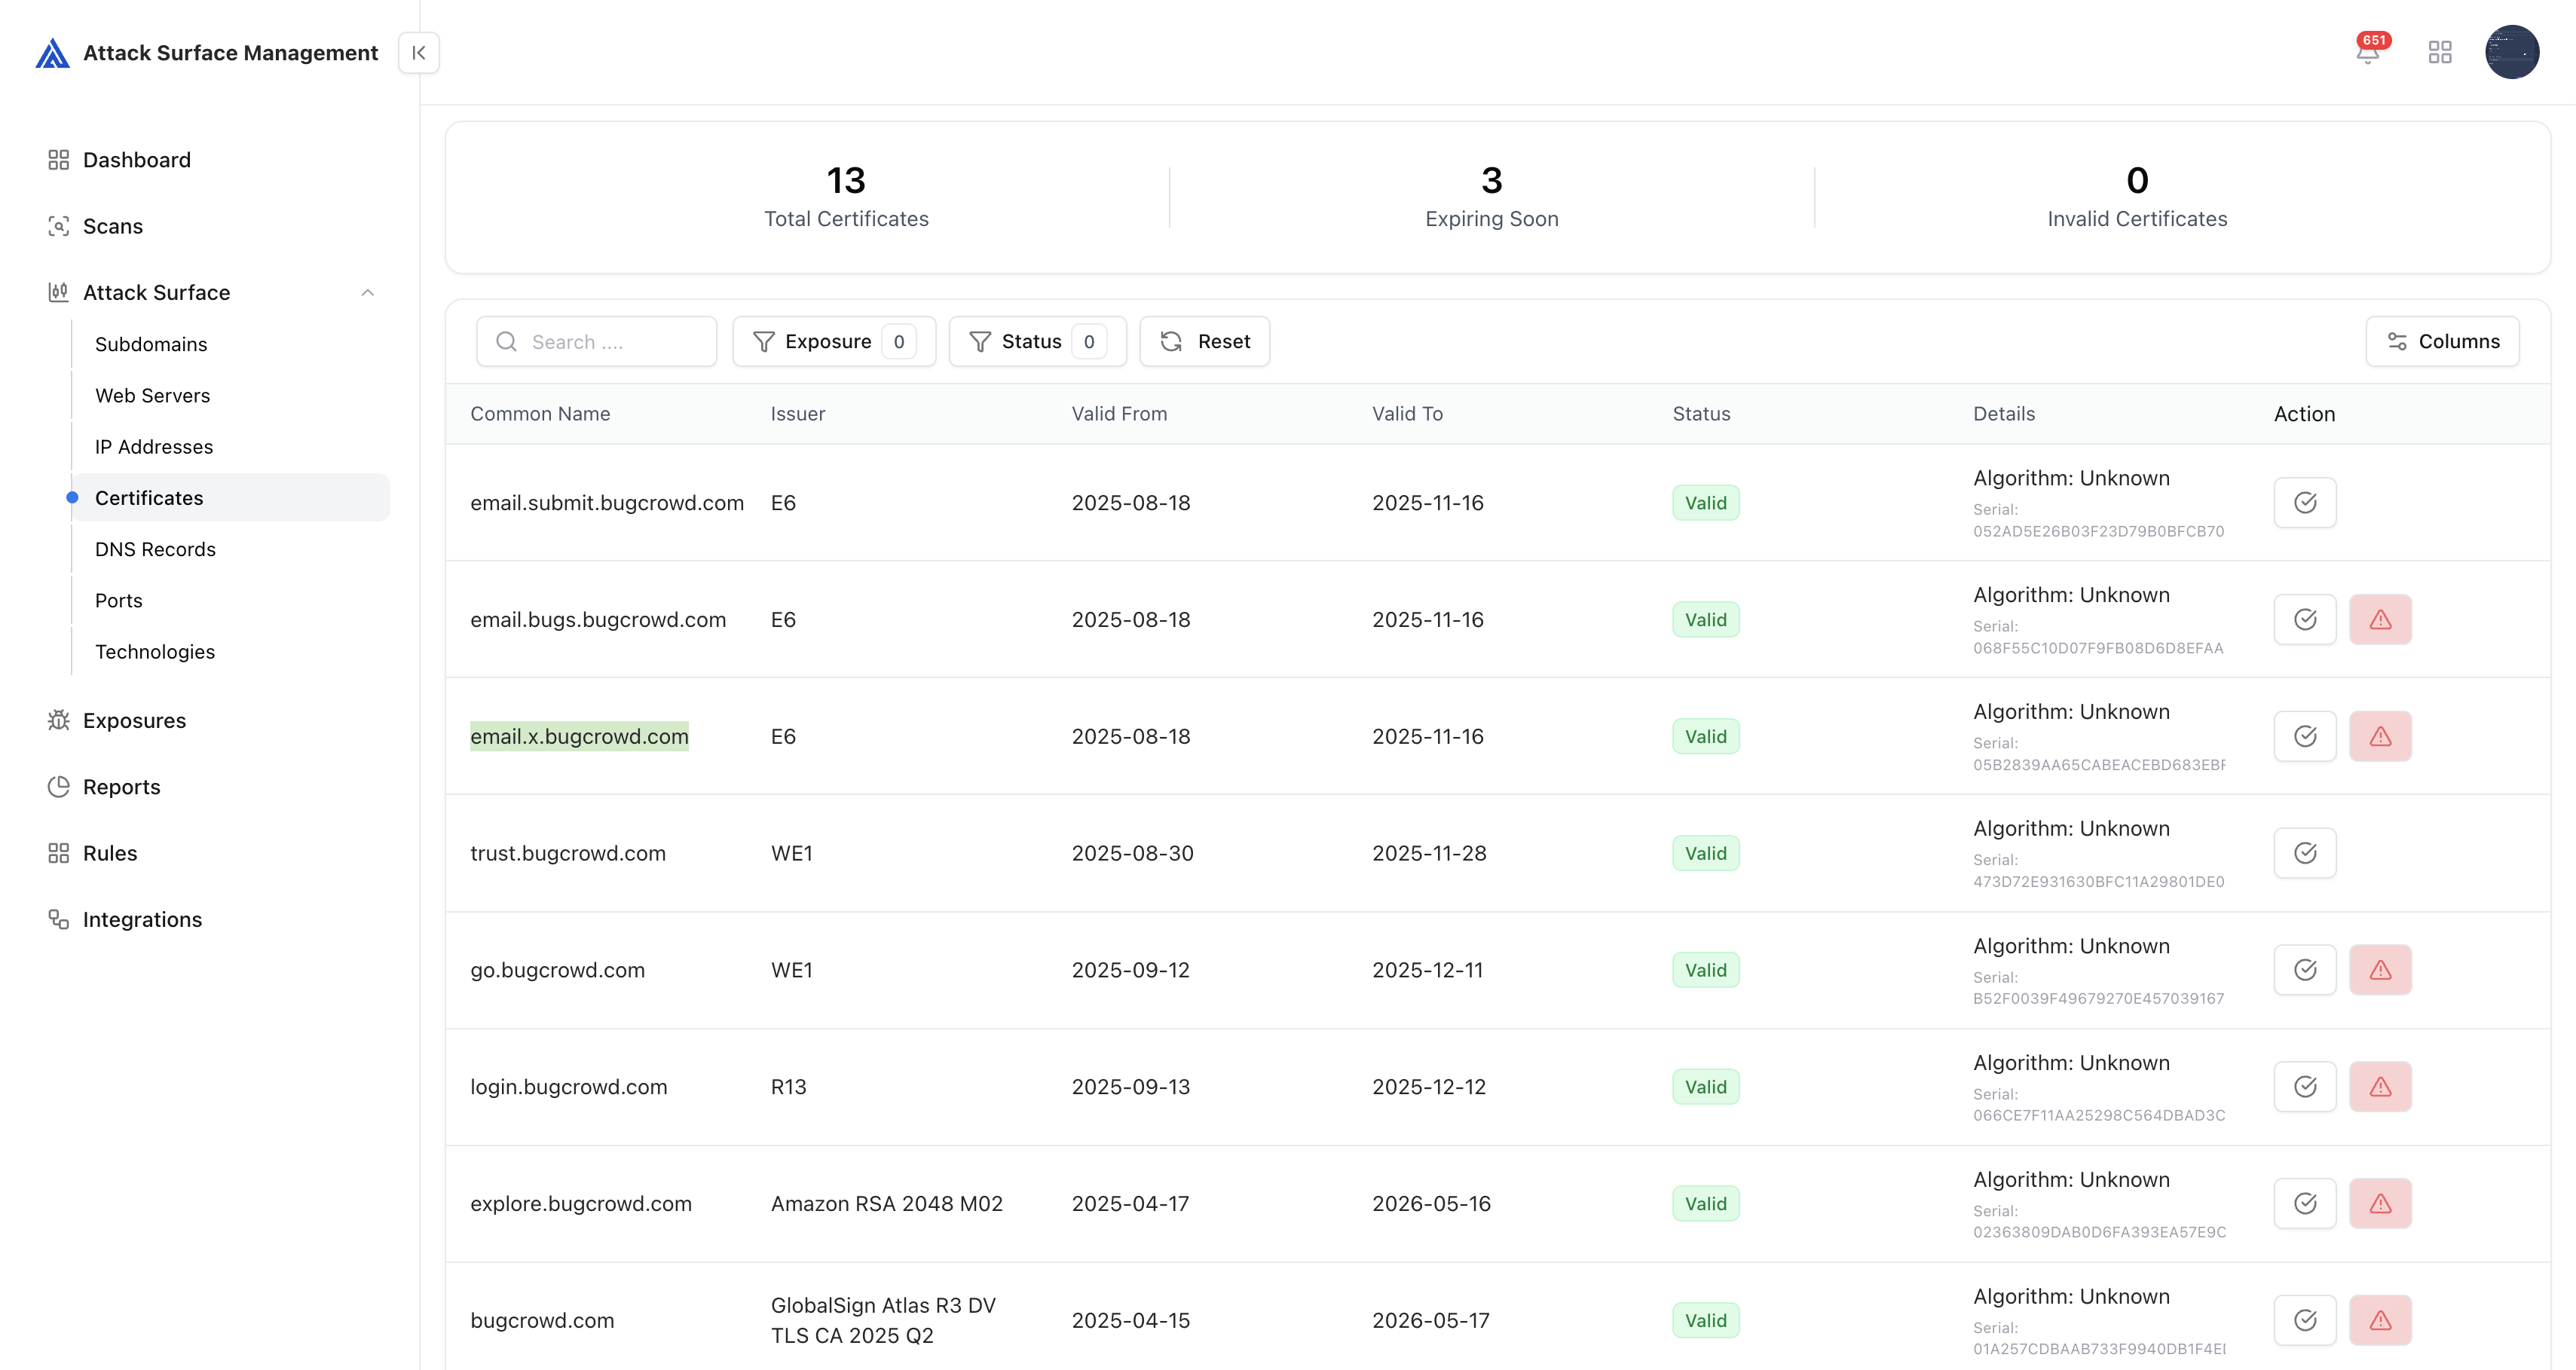 Attack Surface Management
651
Dashboard
Scans
Attack Surface
Subdomains
Web Servers
IP Addresses
Certificates
DNS Records
Ports
Technologies
Exposures
Reports
Rules
Integrations
13
Total Certificates
3
Expiring Soon
0
Invalid Certificates
Search ....
Exposure 0
Status 0
Reset
Columns
Common Name Issuer Valid From Valid To Status Details Action
email.submit.bugcrowd.com E6 2025-08-18 2025-11-16 Valid
Algorithm: Unknown
Serial:
052AD5E26B03F23D79B0BFCB70
email.bugs.bugcrowd.com E6 2025-08-18 2025-11-16 Valid
Algorithm: Unknown
Serial:
068F55C10D07F9FB08D6D8EFAA
email.x.bugcrowd.com E6 2025-08-18 2025-11-16 Valid
Algorithm: Unknown
Serial:
05B2839AA65CABEACEBD683EBF
trust.bugcrowd.com WE1 2025-08-30 2025-11-28 Valid
Algorithm: Unknown
Serial:
473D72E931630BFC11A29801DE0
go.bugcrowd.com WE1 2025-09-12 2025-12-11 Valid
Algorithm: Unknown
Serial:
B52F0039F49679270E457039167
login.bugcrowd.com R13 2025-09-13 2025-12-12 Valid
Algorithm: Unknown
Serial:
066CE7F11AA25298C564DBAD3C
explore.bugcrowd.com Amazon RSA 2048 M02 2025-04-17 2026-05-16 Valid
Algorithm: Unknown
Serial:
02363809DAB0D6FA393EA57E9C
bugcrowd.com
GlobalSign Atlas R3 DV
TLS CA 2025 Q2
2025-04-15 2026-05-17 Valid
Algorithm: Unknown
Serial: